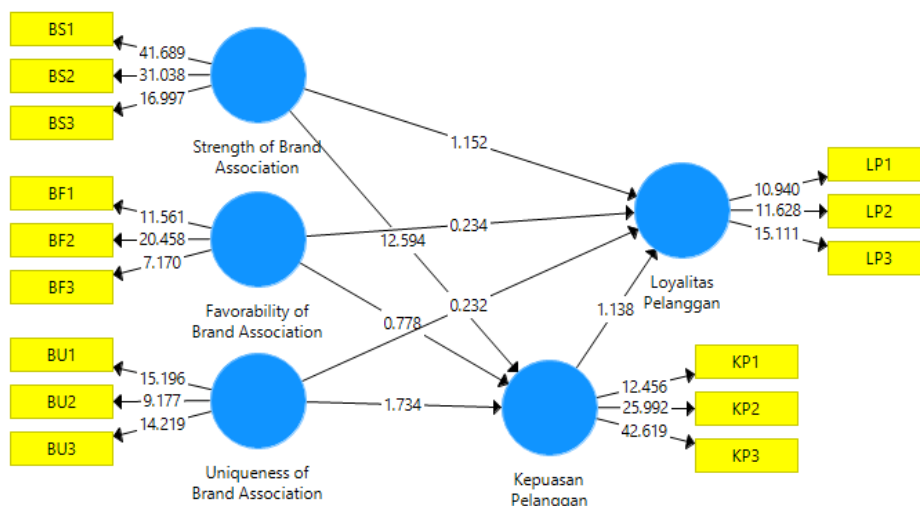 BS1
41.689
BS2
31.038
BS3
16.997
Strength of Brand
Association
1.152
BF1
11.561
BF2
20.458
BF3
7.170
Favorability of
Brand Association
0.234
12.594
0.778
BU1
15.196
BU2
9.177
BU3
14.219
Uniqueness of
Brand Association
0.232
1.734
Loyalitas
Pelanggan
10.940
LP1
11.628
LP2
15.111
LP3
1.138
Kepuasan
Pelanggan
12.456
KP1
25.992
KP2
42.619
KP3